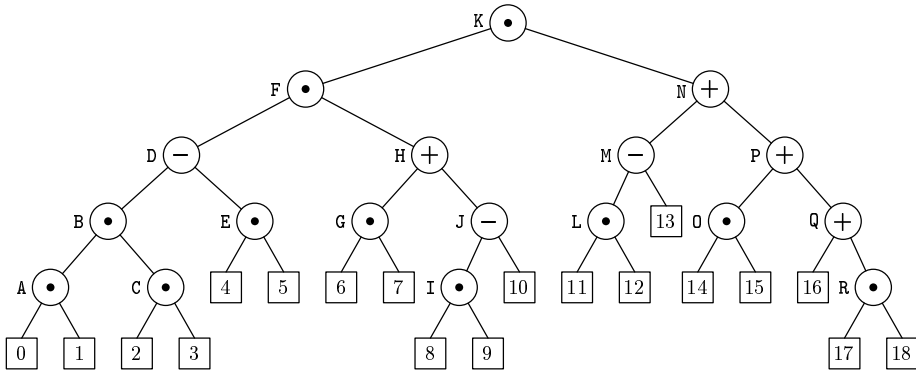 K •
F • N +
D − H + M − P +
B • E • G • J − L • 13 O • Q +
A • C • 4 5 6 7 I • 10 11 12 14 15 16 R •
0 1 2 3 8 9 17 18